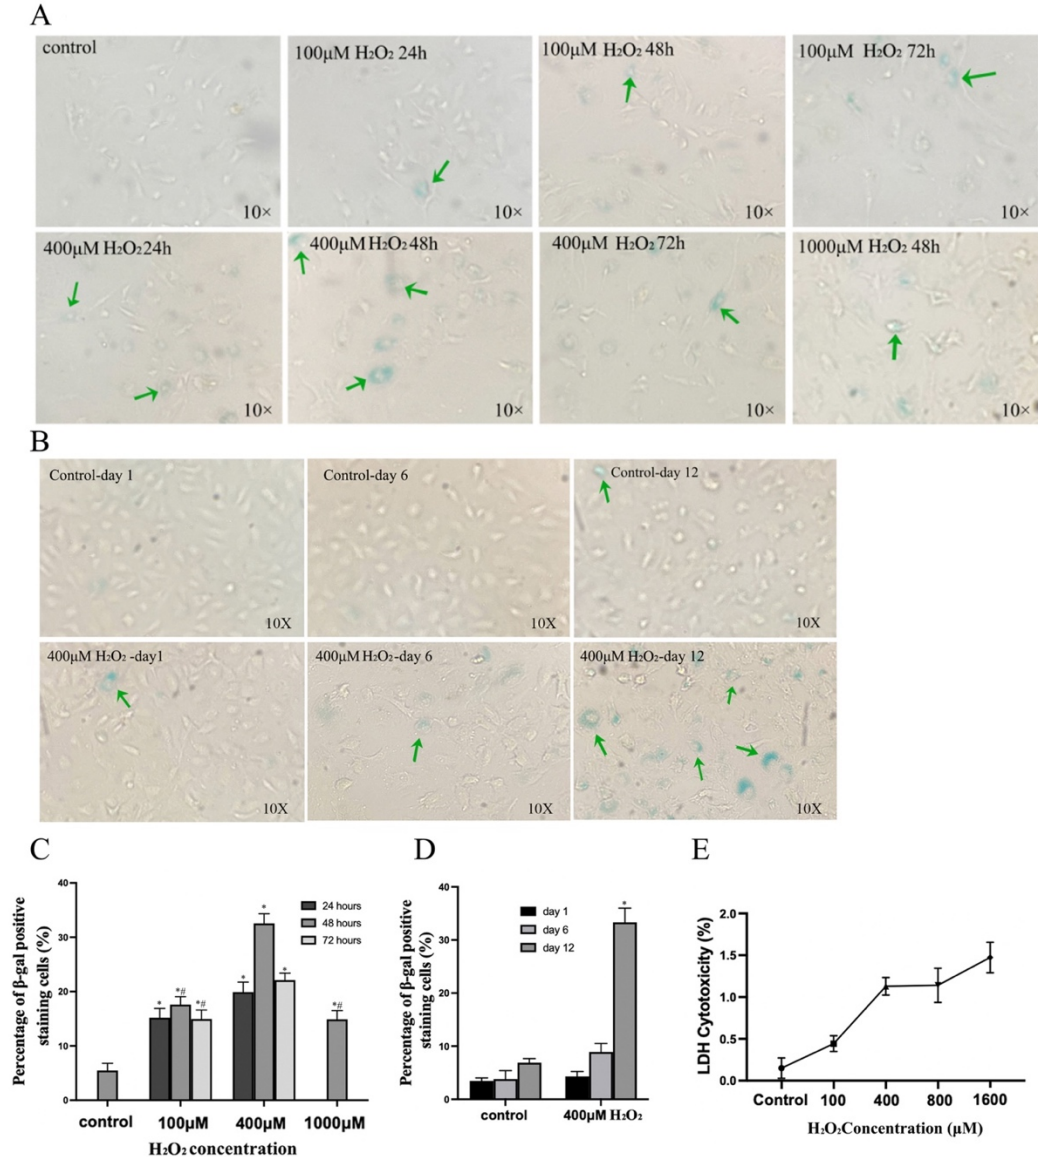 A
control
100μM H₂O₂ 24h
100μM H₂O₂ 48h
100μM H₂O₂ 72h
10×
10×
10×
10×
400μM H₂O₂24h
400μM H₂O₂ 48h
400μM H₂O₂ 72h
1000μM H₂O₂ 48h
10×
10×
10×
10×
B
Control-day 1
Control-day 6
Control-day 12
10X
10X
10X
400μM H₂O₂ -day1
400μM H₂O₂-day 6
400μM H₂O₂-day 12
10X
10X
10X
C
Percentage of β-gal positive
staining cells (%)
40
30
20
10
0
24 hours
48 hours
72 hours
*
*#
*#
*
*
*
*#
control
100μM
400μM
1000μM
H₂O₂ concentration
D
Percentage of β-gal positive
staining cells (%)
40
30
20
10
0
day 1
day 6
day 12
*
control
400μM H₂O₂
E
LDH Cytotoxicity (%)
2.0
1.5
1.0
0.5
0.0
Control
100
400
800
1600
H₂O₂Concentration (μM)